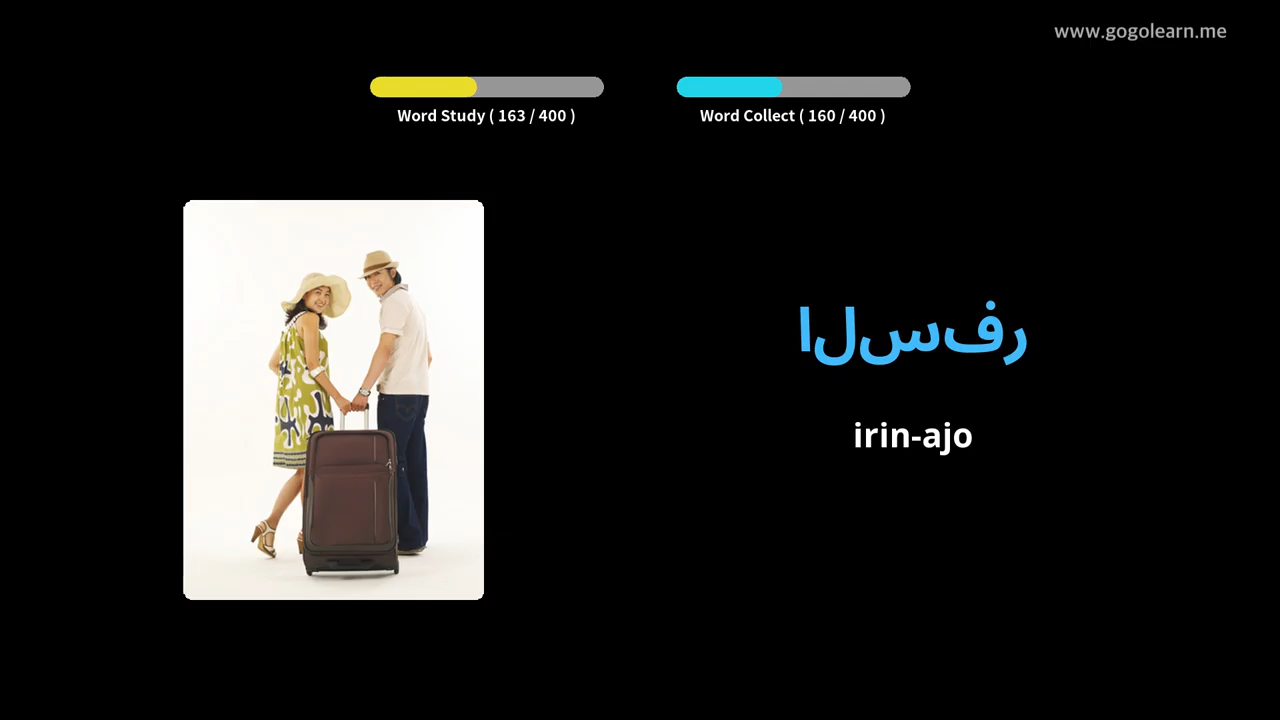 www.gogolearn.me
Word Study ( 163 / 400 )
Word Collect ( 160 / 400 )
السفر
irin-ajo